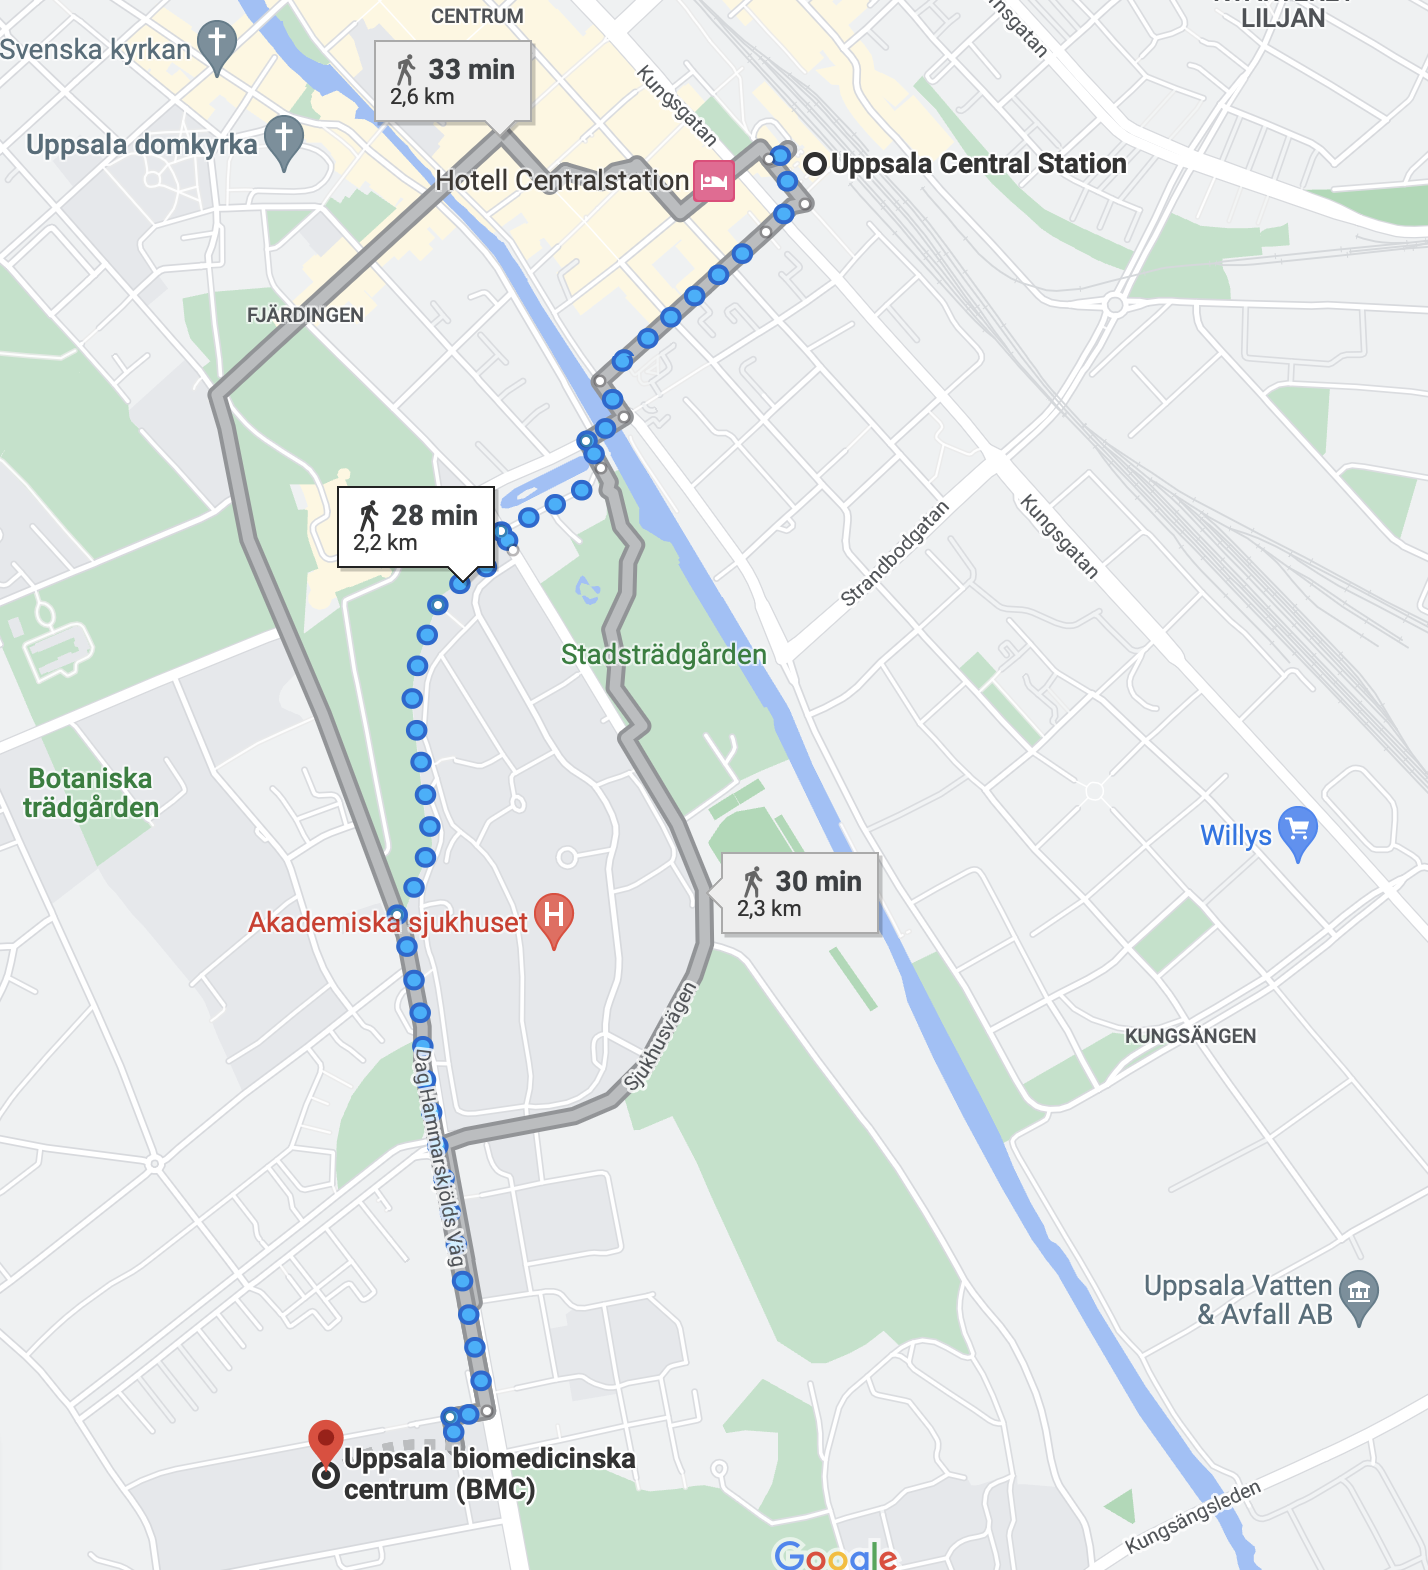 CENTRUM
LILJAN
Svenska kyrkan
33 min
2,6 km
Kungsgatan
Uppsala domkyrka
Hotell Centralstation
Uppsala Central Station
FJÄRDINGEN
28 min
2,2 km
Strandbodgatan
Kungsgatan
Stadsträdgården
Botaniska
trädgården
Willys
30 min
2,3 km
Akademiska sjukhuset
H
Sjukhusvägen
KUNGSÄNGEN
Dag Hammarskjölds Väg
Uppsala Vatten
& Avfall AB
Uppsala biomedicinska
centrum (BMC)
Kungsängsleden
Google